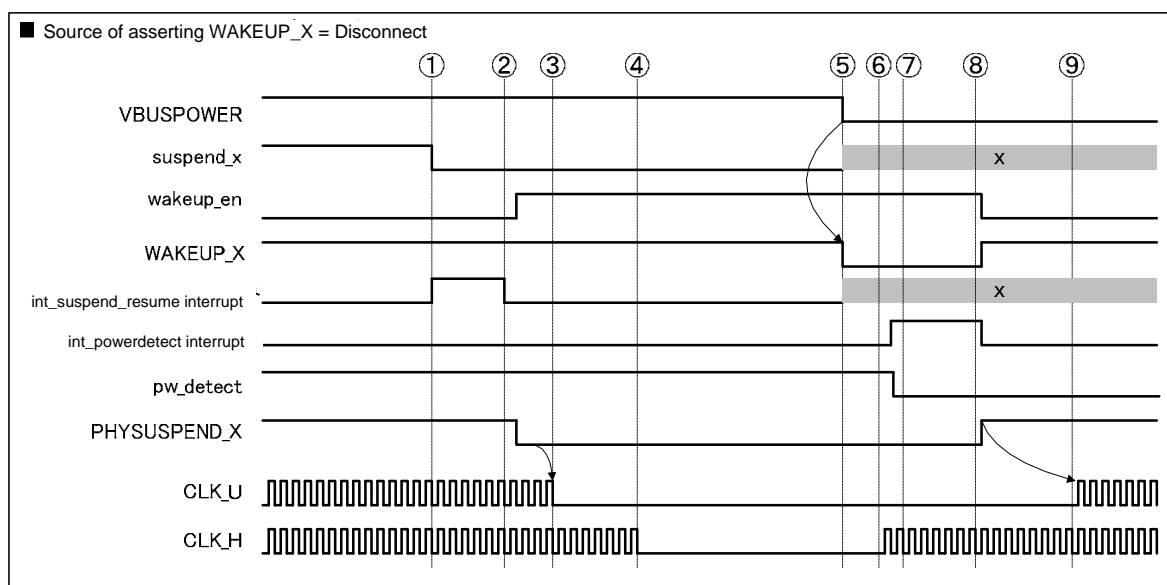 ■ Source of asserting WAKEUP_X = Disconnect
① ② ③ ④ ⑤ ⑥ ⑦ ⑧ ⑨
VBUSPOWER
suspend_x x
wakeup_en
WAKEUP_X
int_suspend_resume interrupt x
int_powerdetect interrupt
pw_detect
PHYSUSPEND_X
CLK_U
CLK_H